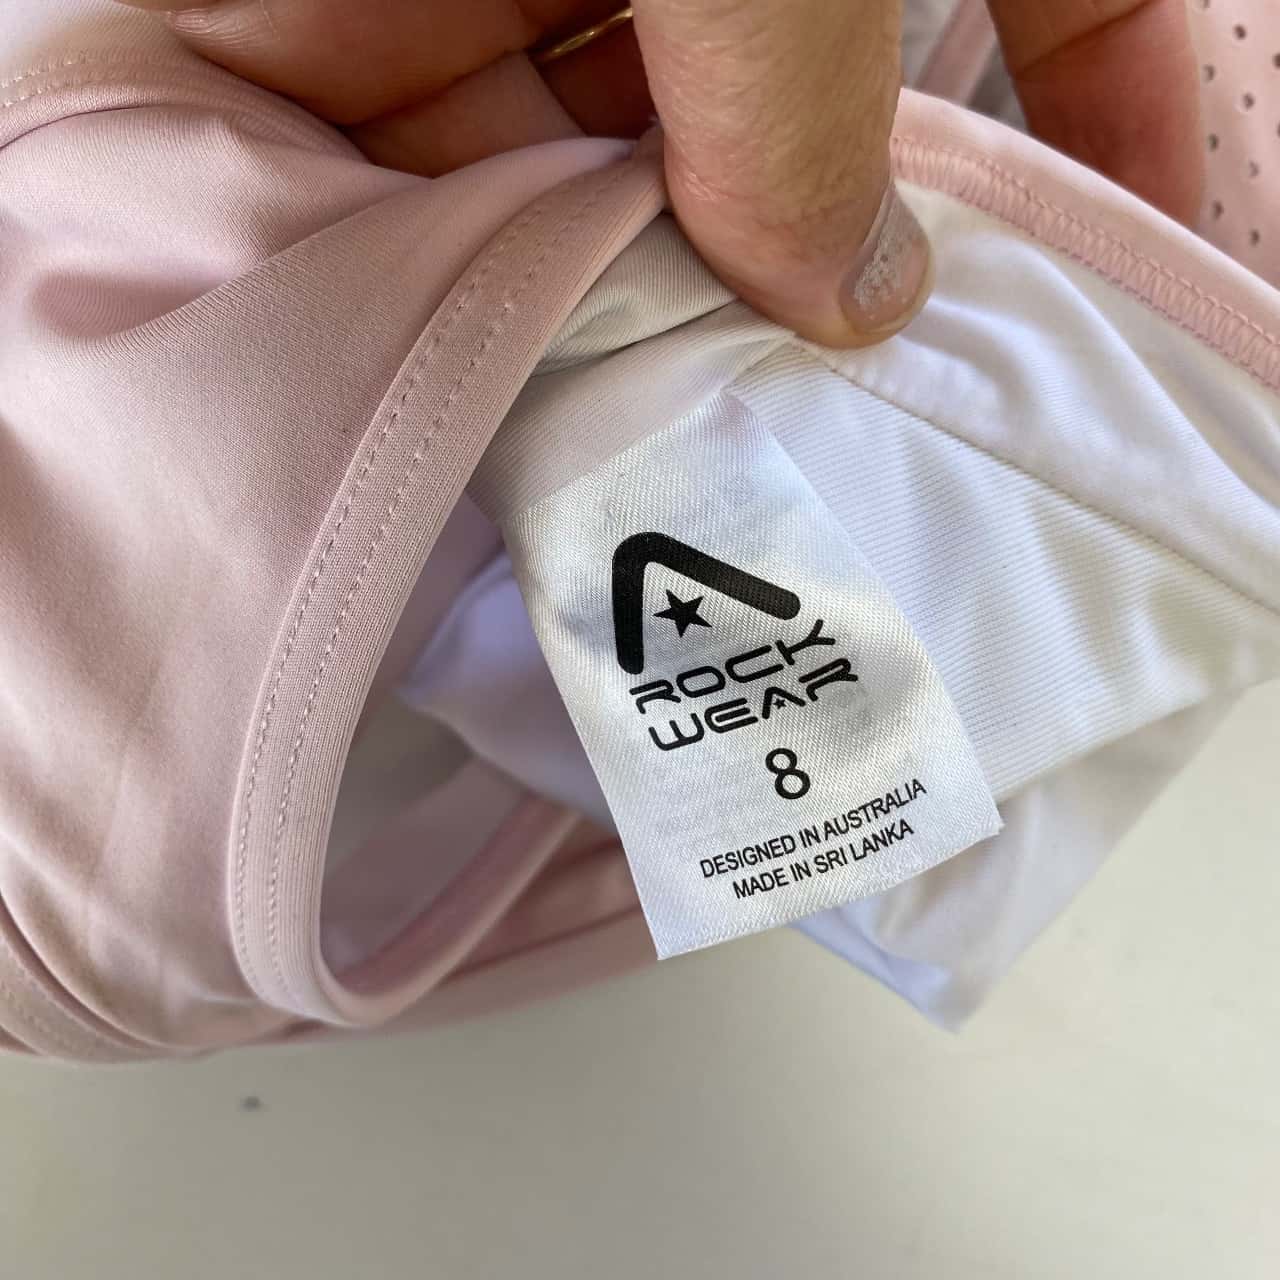 ROCK
WEAR
8
DESIGNED IN AUSTRALIA
MADE IN SRI LANKA